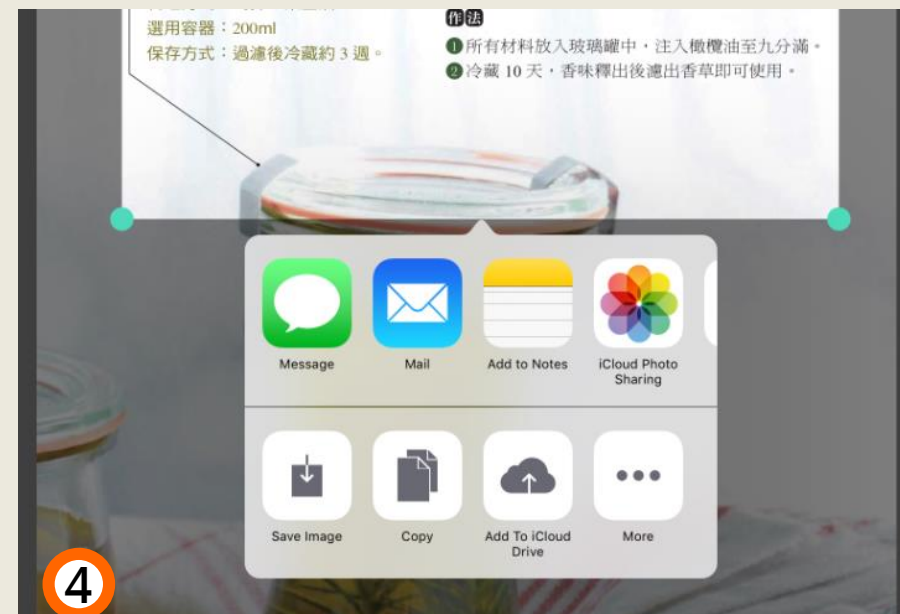 選用容器：200ml
保存方式：過濾後冷藏約 3 週。
作法
❶所有材料放入玻璃罐中，注入橄欖油至九分滿。
❷冷藏 10 天，香味釋出後濾出香草即可使用。
Message
Mail
Add to Notes
iCloud Photo
Sharing
Save Image
Copy
Add To iCloud
Drive
More
4